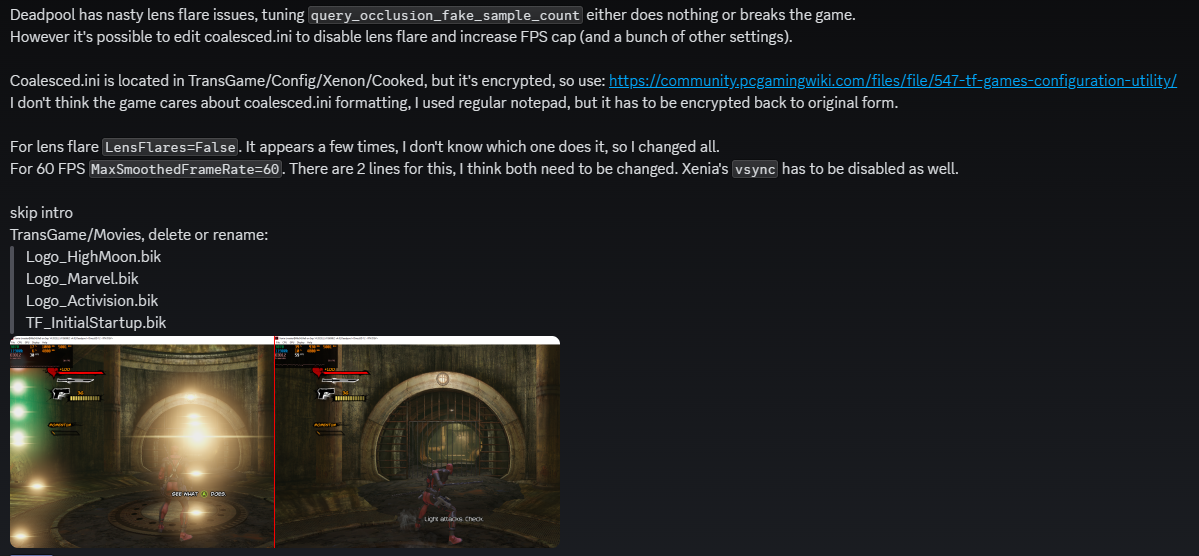 Deadpool has nasty lens flare issues, tuning query_occlusion_fake_sample_count either does nothing or breaks the game.
However it's possible to edit coalesced.ini to disable lens flare and increase FPS cap (and a bunch of other settings).
Coalesced.ini is located in TransGame/Config/Xenon/Cooked, but it's encrypted, so use: https://community.pcgamingwiki.com/files/file/547-tf-games-configuration-utility/
I don't think the game cares about coalesced.ini formatting, I used regular notepad, but it has to be encrypted back to original form.
For lens flare LensFlares=False. It appears a few times, I don't know which one does it, so I changed all.
For 60 FPS MaxSmoothedFrameRate=60. There are 2 lines for this, I think both need to be changed. Xenia's vsync has to be disabled as well.
skip intro
TransGame/Movies, delete or rename:
Logo_HighMoon.bik
Logo_Marvel.bik
Logo_Activision.bik
TF_InitialStartup.bik
MOMENTUM
SEE WHAT A DOES.
MOMENTUM
Light attacks. Check.